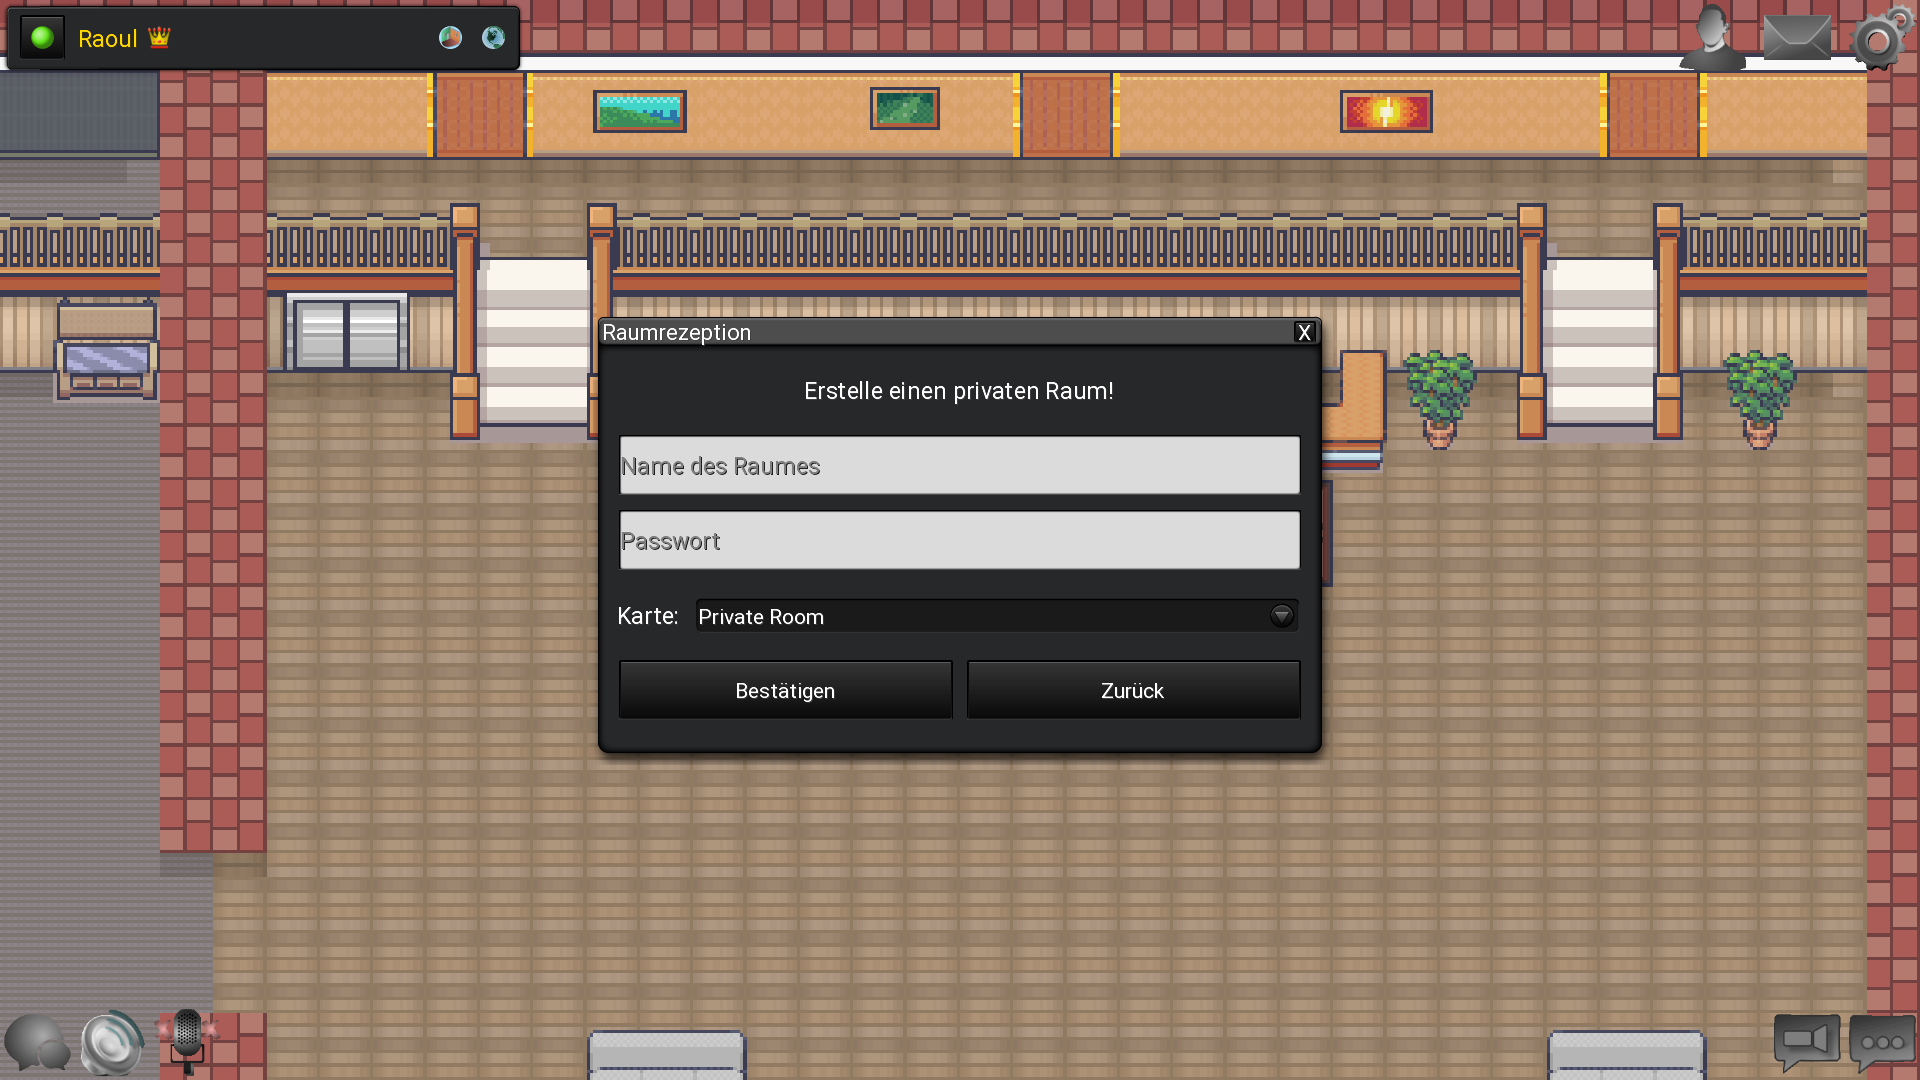 Raoul
Raumrezeption
X
Erstelle einen privaten Raum!
Name des Raumes
Passwort
Karte: Private Room
Bestätigen Zurück